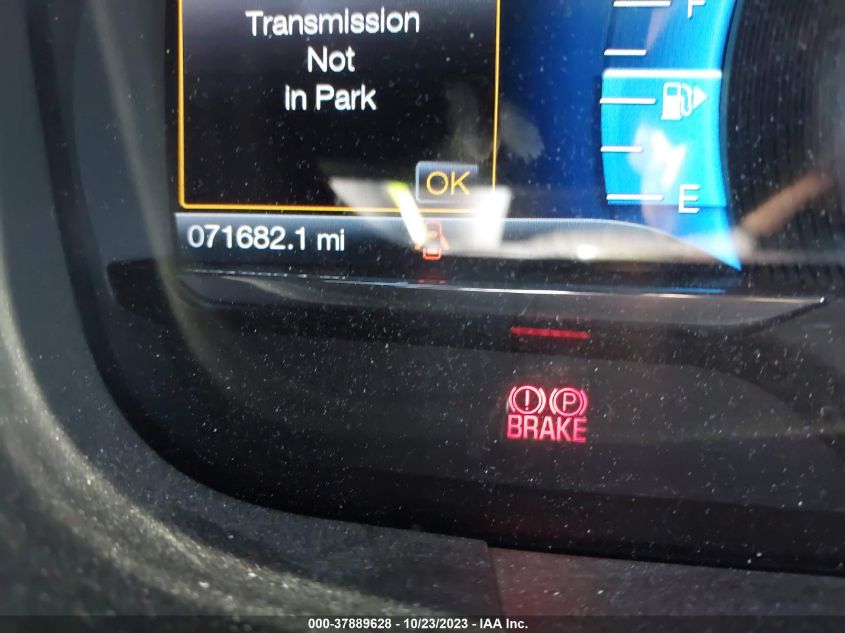 Transmission
Not
in Park
OK
F
E
071682.1 mi
! P
BRAKE
000-37889628 - 10/23/2023 - IAA Inc.